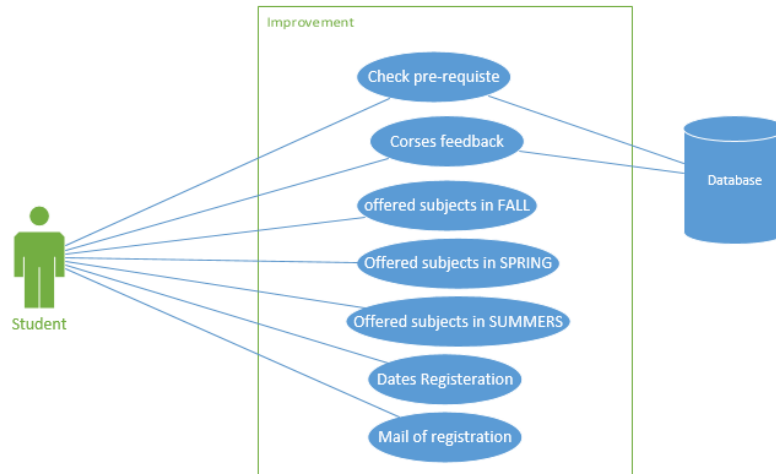 Improvement
Check pre-requiste
Corses feedback
Database
offered subjects in FALL
Offered subjects in SPRING
Offered subjects in SUMMERS
Student
Dates Registeration
Mail of registration